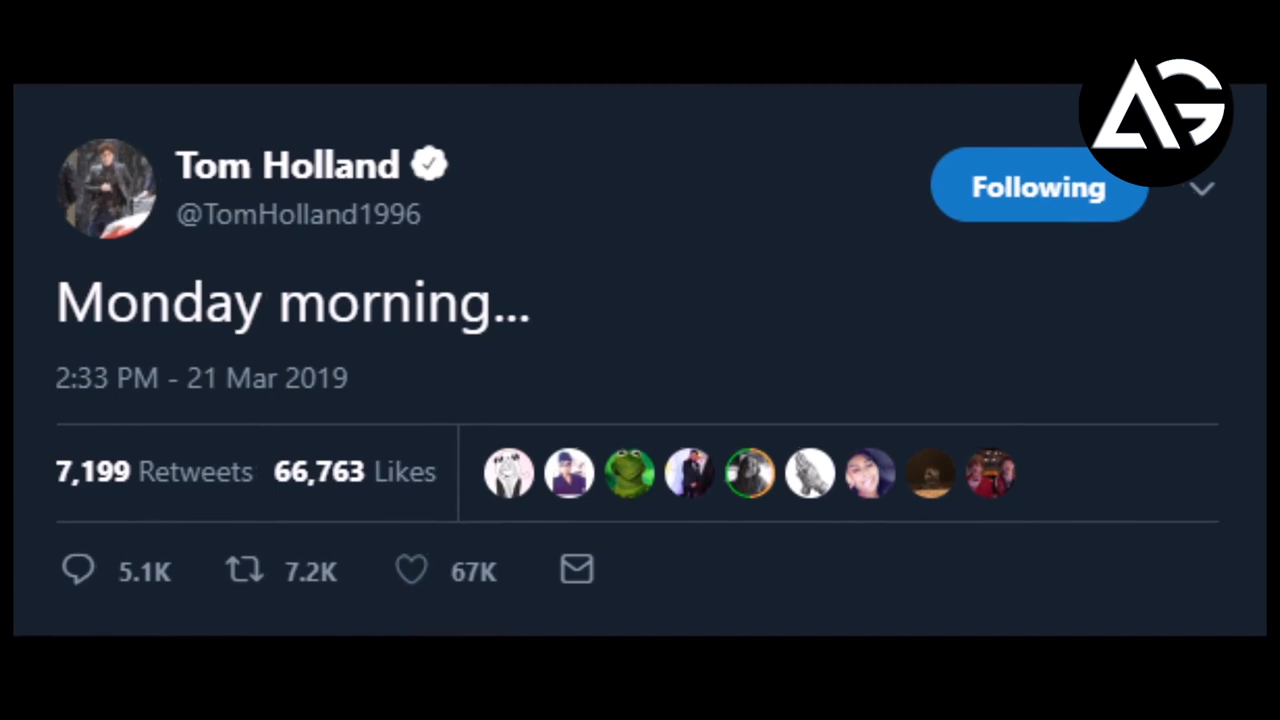 AG
Tom Holland
Following
@TomHolland1996
Monday morning...
2:33 PM - 21 Mar 2019
7,199 Retweets 66,763 Likes
5.1K 7.2K 67K